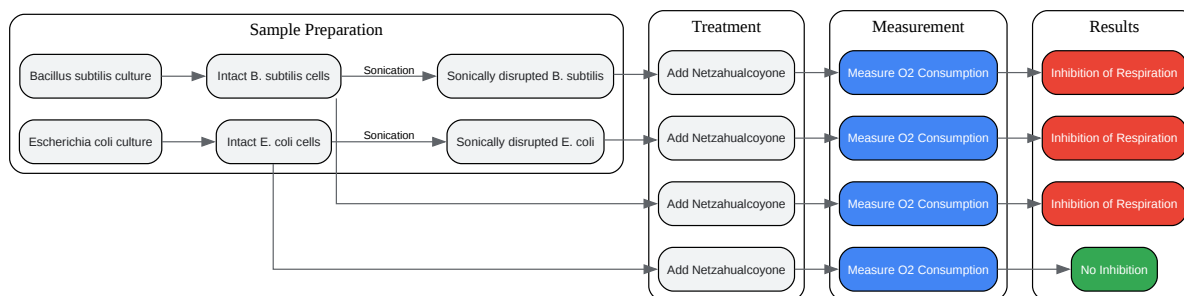 Sample Preparation
Treatment
Measurement
Results
Bacillus subtilis culture
Intact B. subtilis cells
Sonication
Sonically disrupted B. subtilis
Add Netzahualcoyone
Measure O2 Consumption
Inhibition of Respiration
Escherichia coli culture
Intact E. coli cells
Sonication
Sonically disrupted E. coli
Add Netzahualcoyone
Measure O2 Consumption
Inhibition of Respiration
Add Netzahualcoyone
Measure O2 Consumption
Inhibition of Respiration
Add Netzahualcoyone
Measure O2 Consumption
No Inhibition